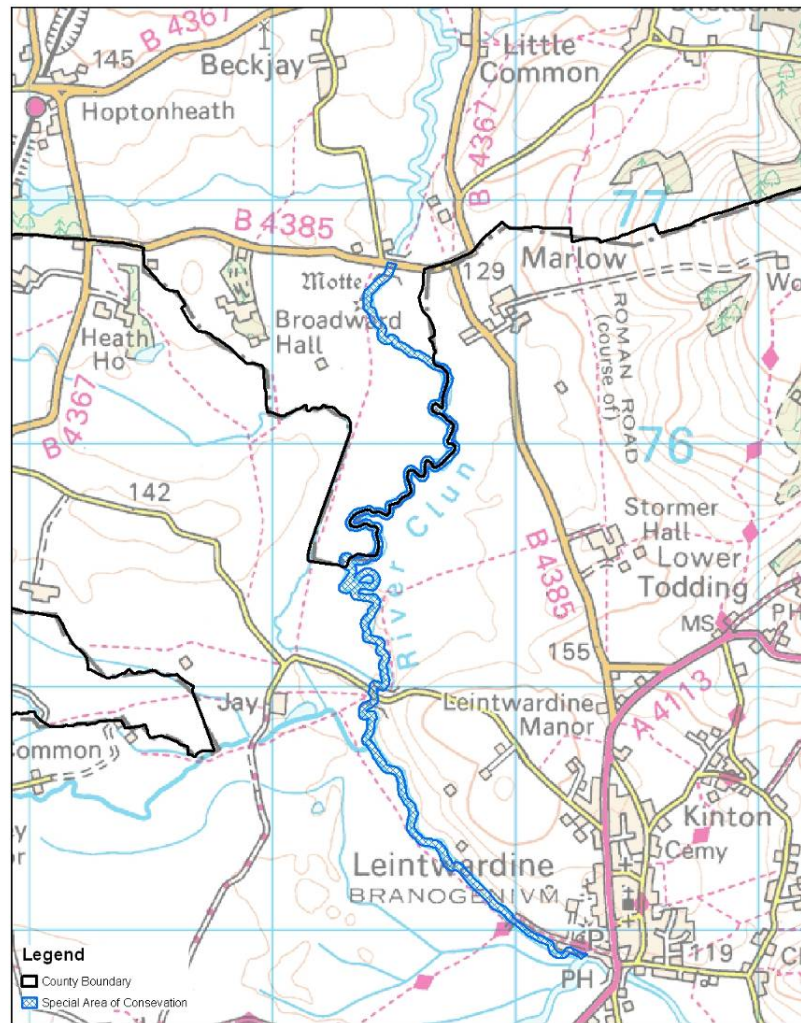 B 4367
145
Beckjay
Little
Common
Hoptonheath
B 4367
77
B 4385
Marlow
Motte
129
Broadward
Hall
Heath
Ho
ROMAN ROAD
(course of)
B 4367
76
142
River Clun
Stormer
Hall
B 4385
Lower
Todding
MS
PH
155
Jay
Leintwardine
Manor
A 4113
Common
Kinton
Cemy
Leintwardine
BRANOGENIVM
P
119
PH
Legend
County Boundary
Special Area of Consevation